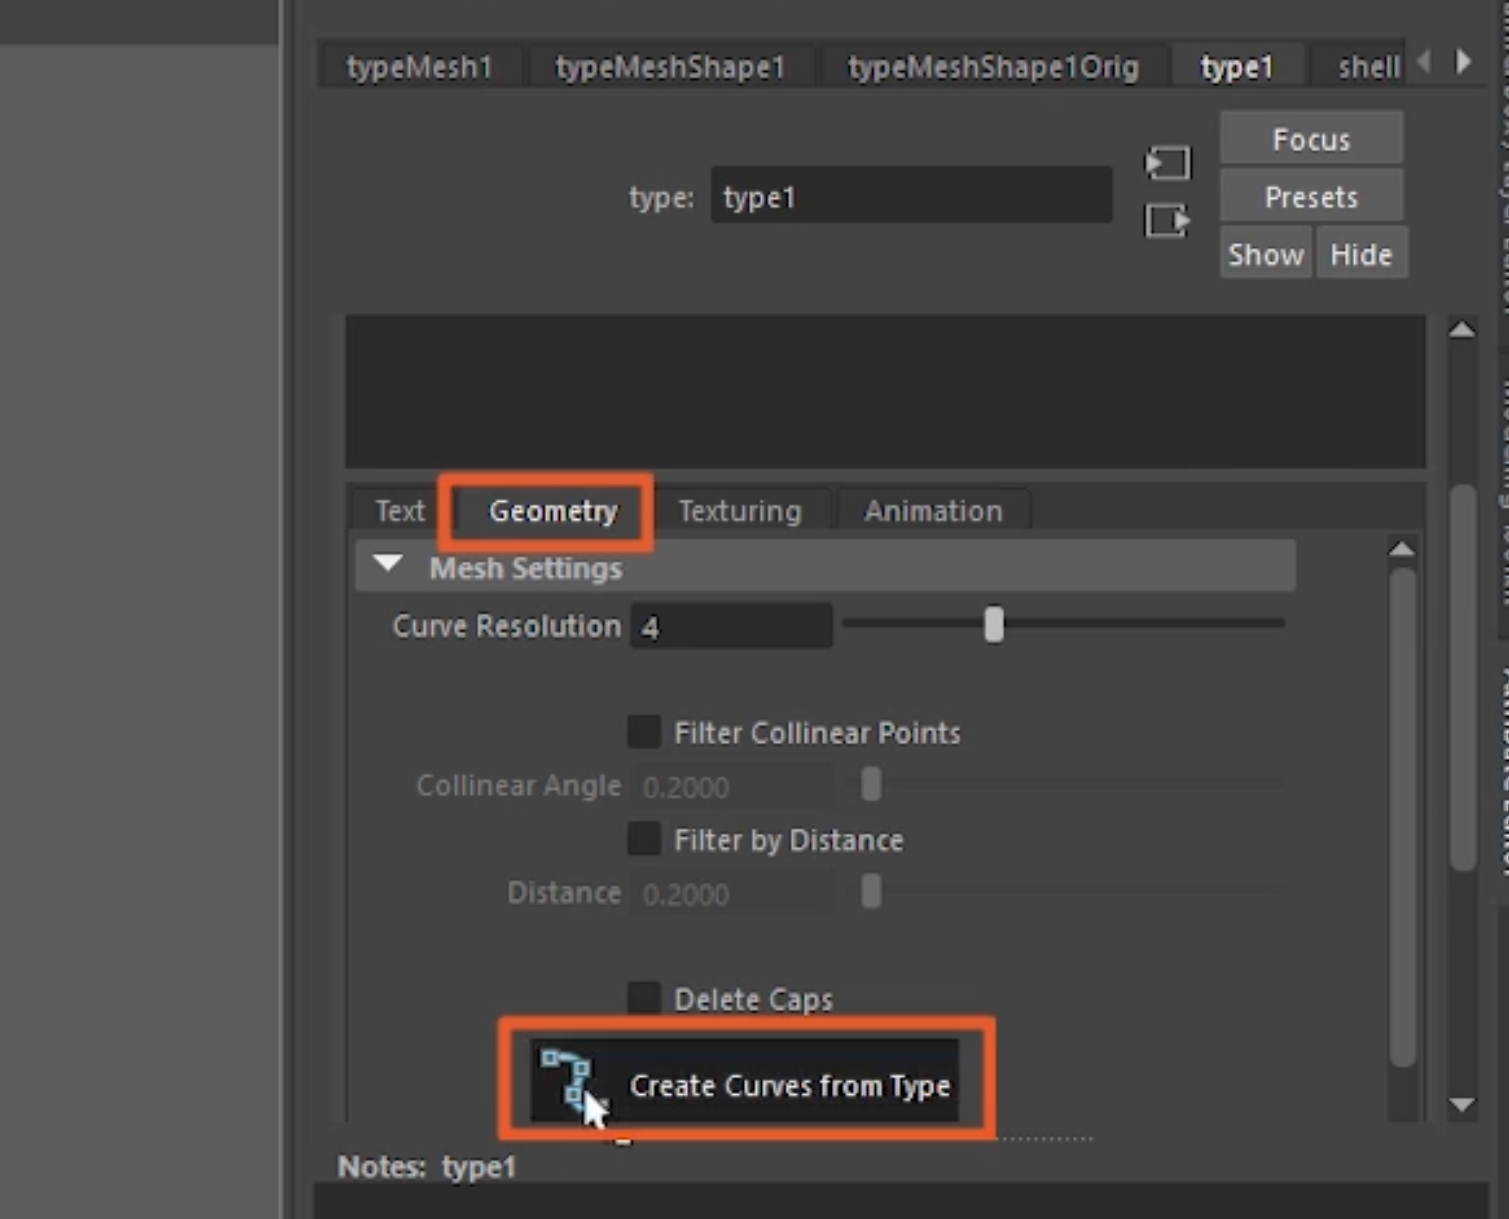 typeMesh1 typeMeshShape1 typeMeshShape1Orig type1 shell
Focus
type: type1
Presets
Show Hide
Text Geometry Texturing Animation
Mesh Settings
Curve Resolution 4
Filter Collinear Points
Collinear Angle 0.2000
Filter by Distance
Distance 0.2000
Delete Caps
Create Curves from Type
Notes: type1